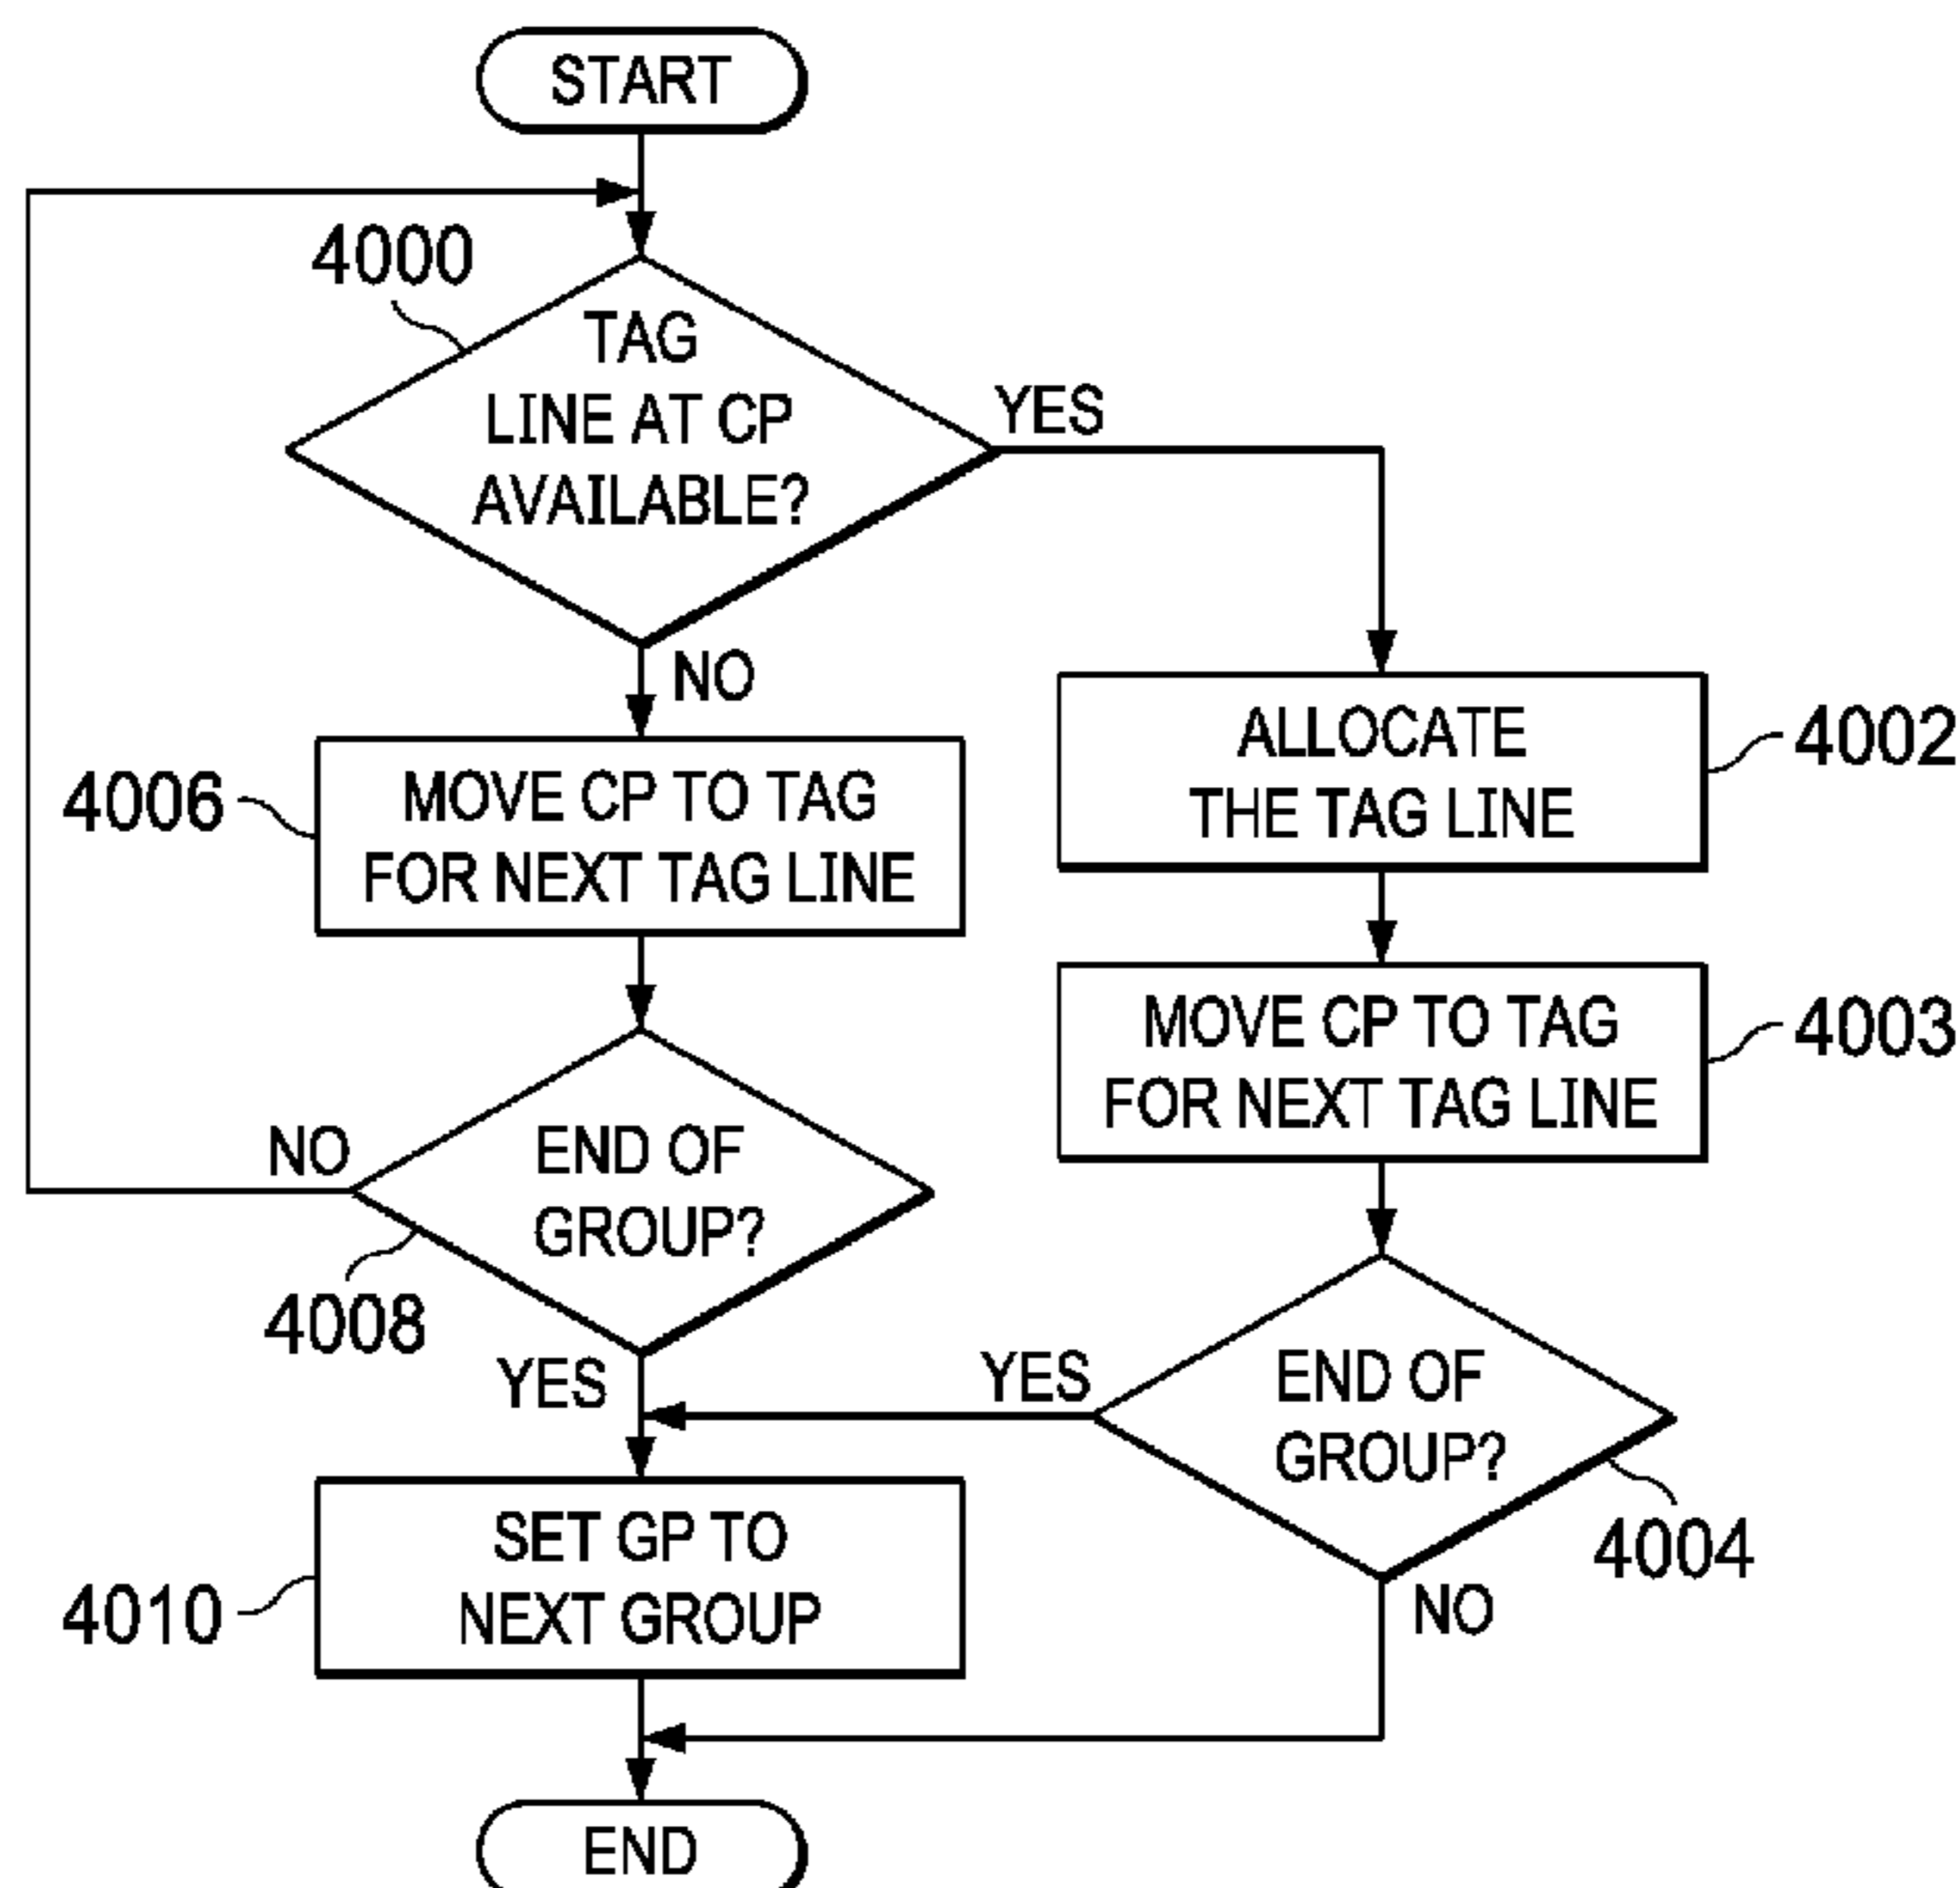 START
4000
TAG
LINE AT CP
AVAILABLE?
YES
NO
ALLOCATE
THE TAG LINE
4002
4006
MOVE CP TO TAG
FOR NEXT TAG LINE
MOVE CP TO TAG
FOR NEXT TAG LINE
4003
NO
END OF
GROUP?
4008
YES
YES
END OF
GROUP?
4004
NO
SET GP TO
NEXT GROUP
4010
END